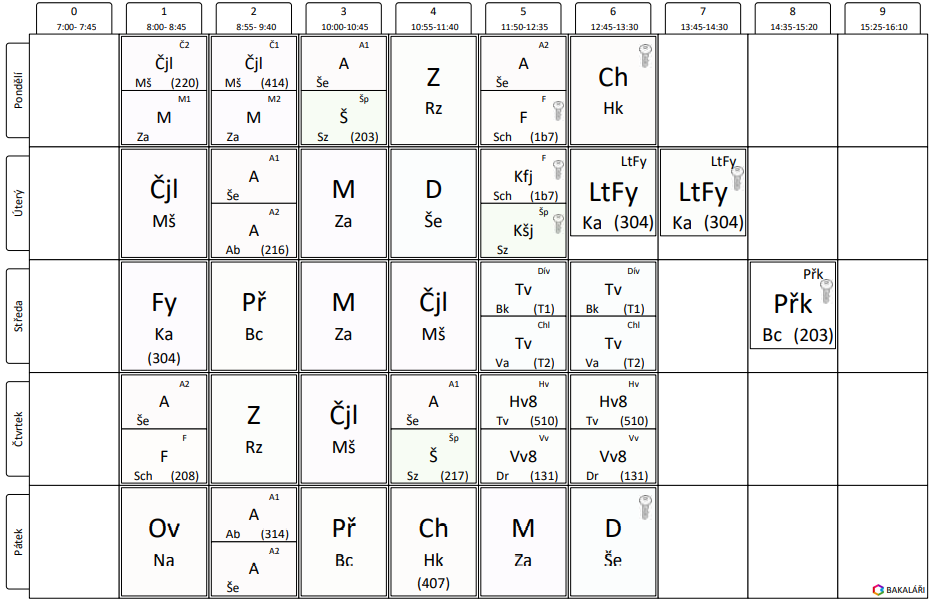 0 1 2 3 4 5 6 7 8 9
7:00- 7:45 8:00- 8:45 8:55- 9:40 10:00-10:45 10:55-11:40 11:50-12:35 12:45-13:30 13:45-14:30 14:35-15:20 15:25-16:10
Pondělí
Č2
Čjl
Mš (220)
M1
M
Za
Č1
Čjl
Mš (414)
M2
M
Za
A1
A
Še
Šp
Š
Sz (203)
Z
Rz
A2
A
Še
F
F
Sch (1b7)
Ch
Hk
Úterý
Čjl
Mš
A1
A
Še
A2
A
Ab (216)
M
Za
D
Še
F
Kfj
Sch (1b7)
Šp
Kšj
Sz
LtFy
LtFy
Ka (304)
LtFy
LtFy
Ka (304)
Středa
Fy
Ka
(304)
Př
Bc
M
Za
Čjl
Mš
Dív
Tv
Bk (T1)
Chl
Tv
Va (T2)
Dív
Tv
Bk (T1)
Chl
Tv
Va (T2)
Přk
Přk
Bc (203)
Čtvrtek
A2
A
Še
F
F
Sch (208)
Z
Rz
Čjl
Mš
A1
A
Še
Šp
Š
Sz (217)
Hv
Hv8
Tv (510)
Vv
Vv8
Dr (131)
Hv
Hv8
Tv (510)
Vv
Vv8
Dr (131)
Pátek
Ov
Na
A1
A
Ab (314)
A2
A
Še
Př
Bc
Ch
Hk
(407)
M
Za
D
Še
BAKALÁŘI